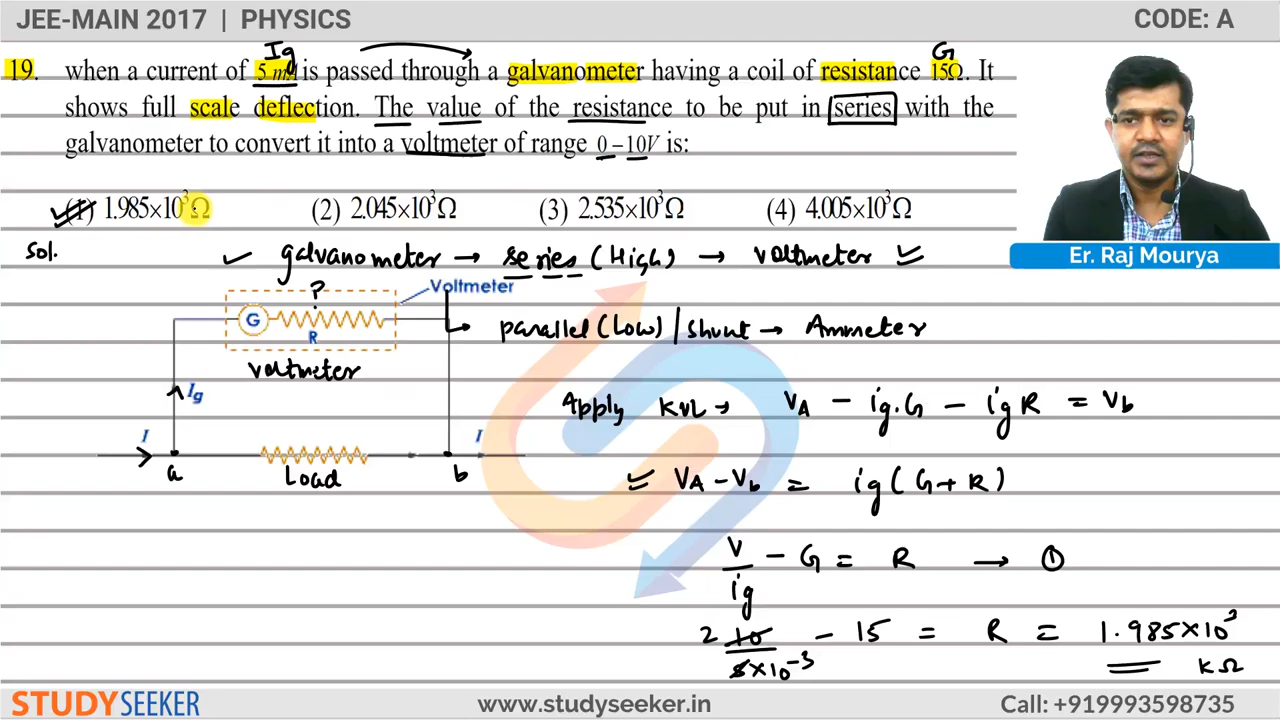 JEE-MAIN 2017 | PHYSICS
CODE: A
Ig
G
19. when a current of 5 mA is passed through a galvanometer having a coil of resistance 15Ω. It
shows full scale deflection. The value of the resistance to be put in series with the
galvanometer to convert it into a voltmeter of range 0–10V is:
(1) 1.985×10³Ω (2) 2.045×10³Ω (3) 2.535×10³Ω (4) 4.005×10³Ω
Er. Raj Mourya
Sol.
galvanometer → series (High) → voltmeter
?
Voltmeter
G
R
parallel (Low) / shunt → Ammeter
voltmeter
Ig
Apply KVL → VA – ig.G – igR = Vb
I
I
a
Load
b
VA – Vb = ig(G+R)
V/ig – G = R → ①
2 10/5×10⁻³ – 15 = R = 1.985×10³
kΩ
STUDYSEEKER
www.studyseeker.in
Call: +919993598735